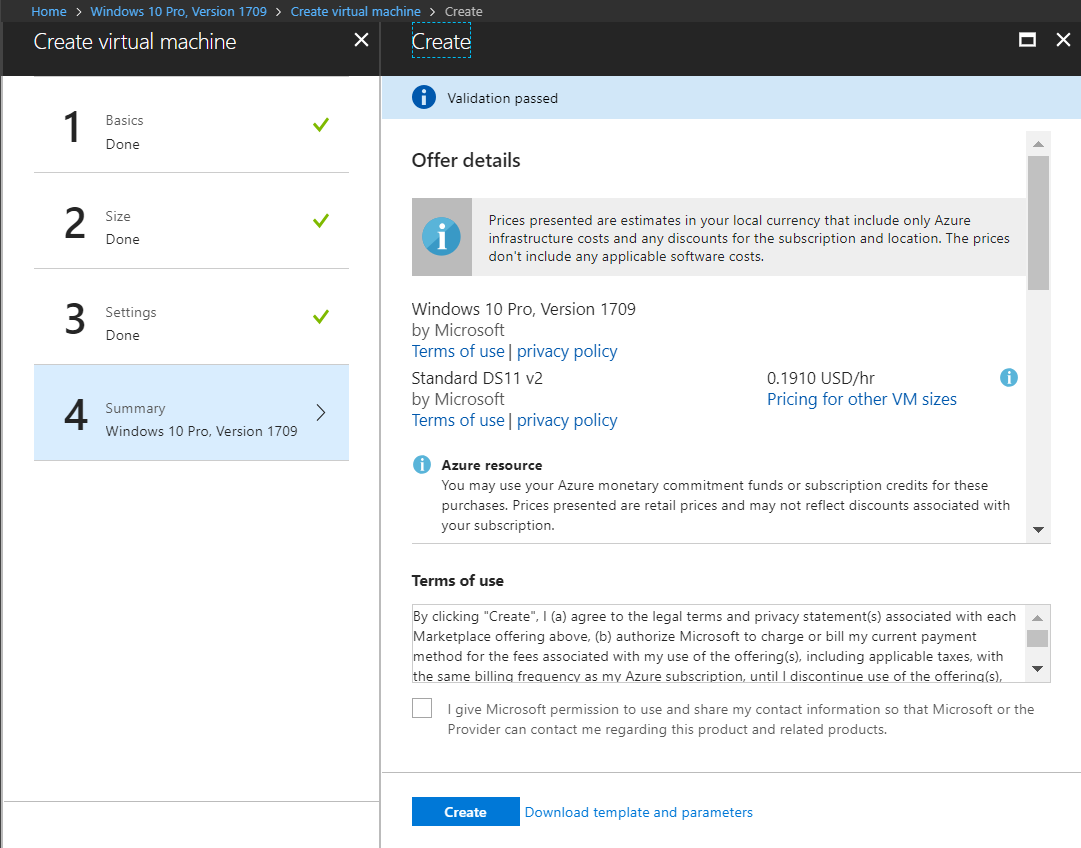 Home > Windows 10 Pro, Version 1709 > Create virtual machine > Create
Create virtual machine
1
Basics
Done
2
Size
Done
3
Settings
Done
4
Summary
Windows 10 Pro, Version 1709
Create
Validation passed
Offer details
Prices presented are estimates in your local currency that include only Azure
infrastructure costs and any discounts for the subscription and location. The prices
don't include any applicable software costs.
Windows 10 Pro, Version 1709
by Microsoft
Terms of use | privacy policy
Standard DS11 v2 0.1910 USD/hr
by Microsoft Pricing for other VM sizes
Terms of use | privacy policy
Azure resource
You may use your Azure monetary commitment funds or subscription credits for these
purchases. Prices presented are retail prices and may not reflect discounts associated with
your subscription.
Terms of use
By clicking "Create", I (a) agree to the legal terms and privacy statement(s) associated with each
Marketplace offering above, (b) authorize Microsoft to charge or bill my current payment
method for the fees associated with my use of the offering(s), including applicable taxes, with
the same billing frequency as my Azure subscription, until I discontinue use of the offering(s),
I give Microsoft permission to use and share my contact information so that Microsoft or the
Provider can contact me regarding this product and related products.
Create Download template and parameters